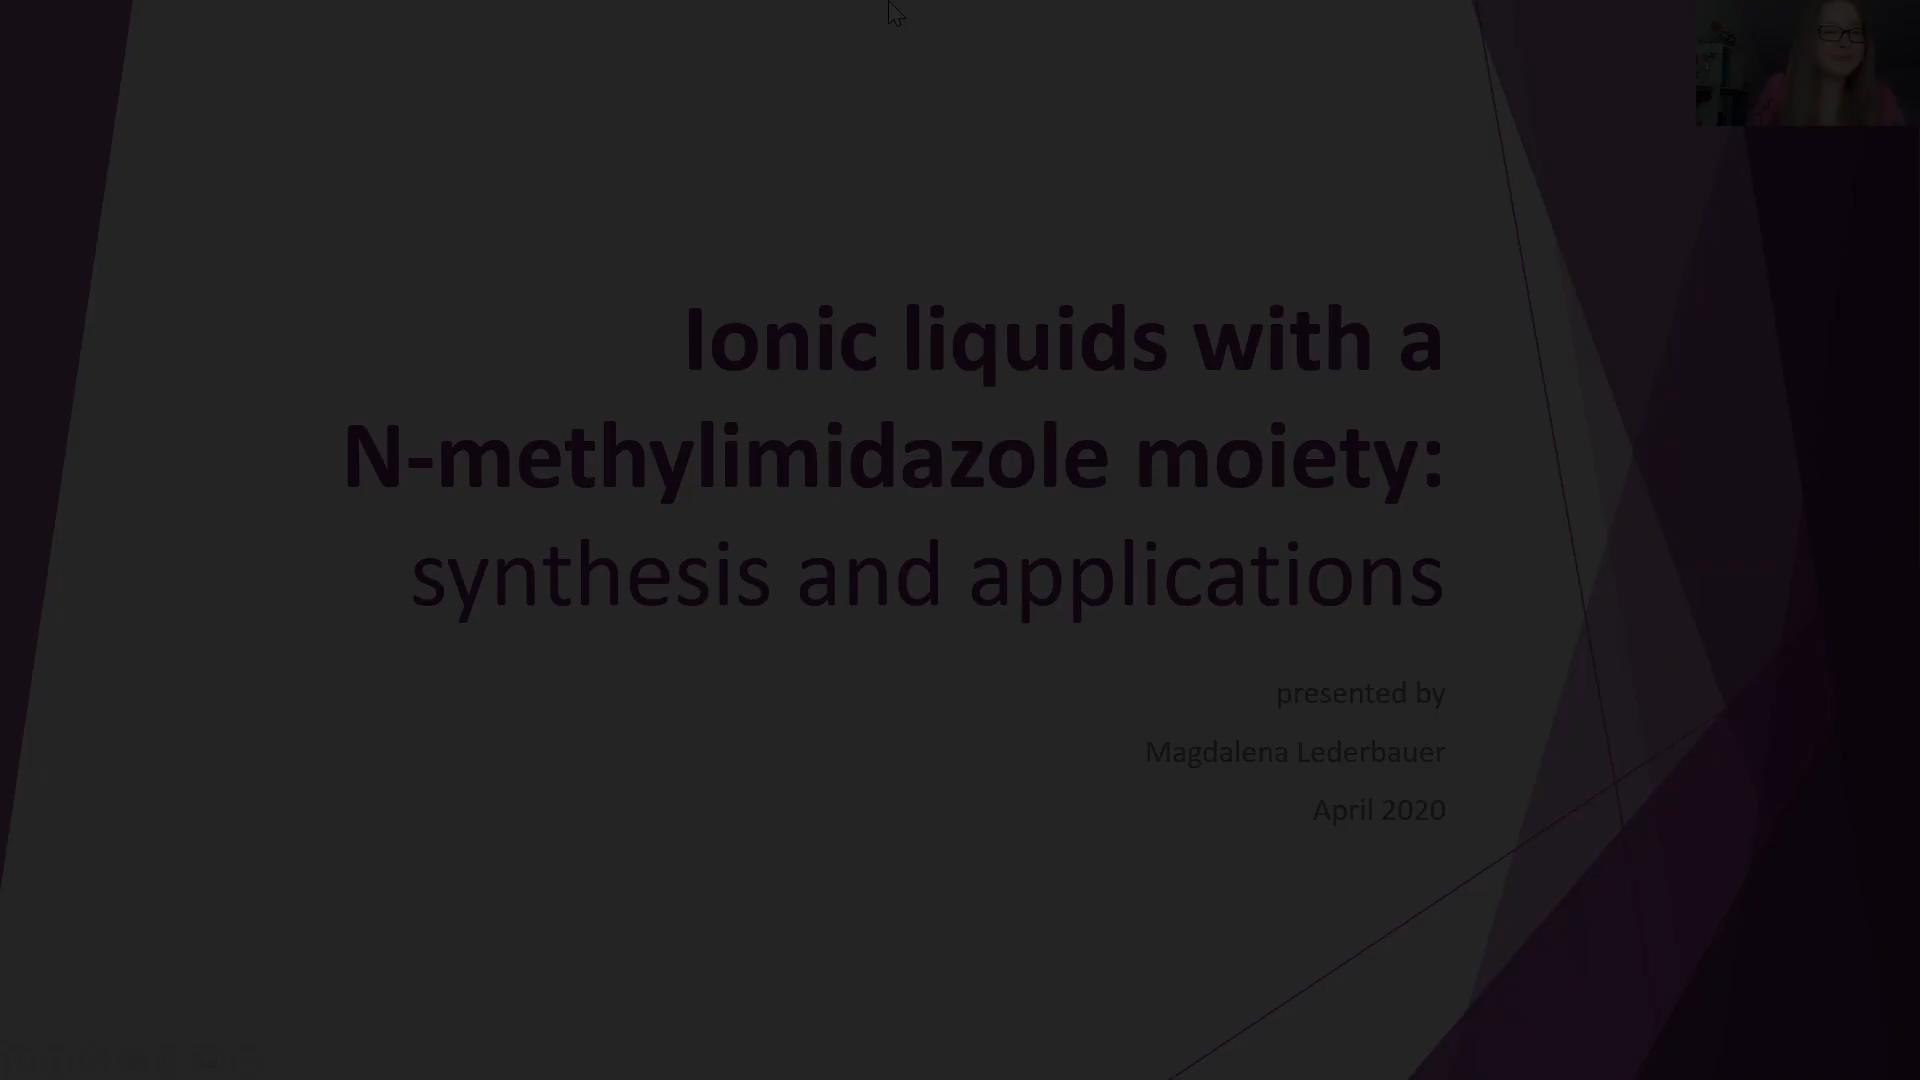 Ionic liquids with a
N-methylimidazole moiety:
synthesis and applications
presented by
Magdalena Lederbauer
April 2020